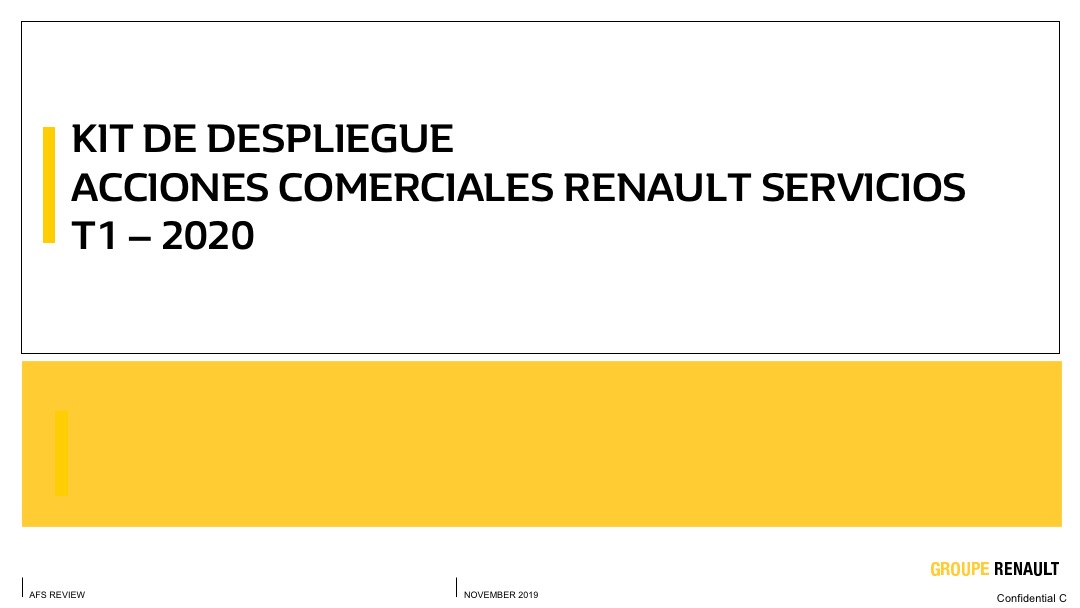 KIT DE DESPLIEGUE
ACCIONES COMERCIALES RENAULT SERVICIOS
T1 – 2020
GROUPE RENAULT
AFS REVIEW
NOVEMBER 2019
Confidential C